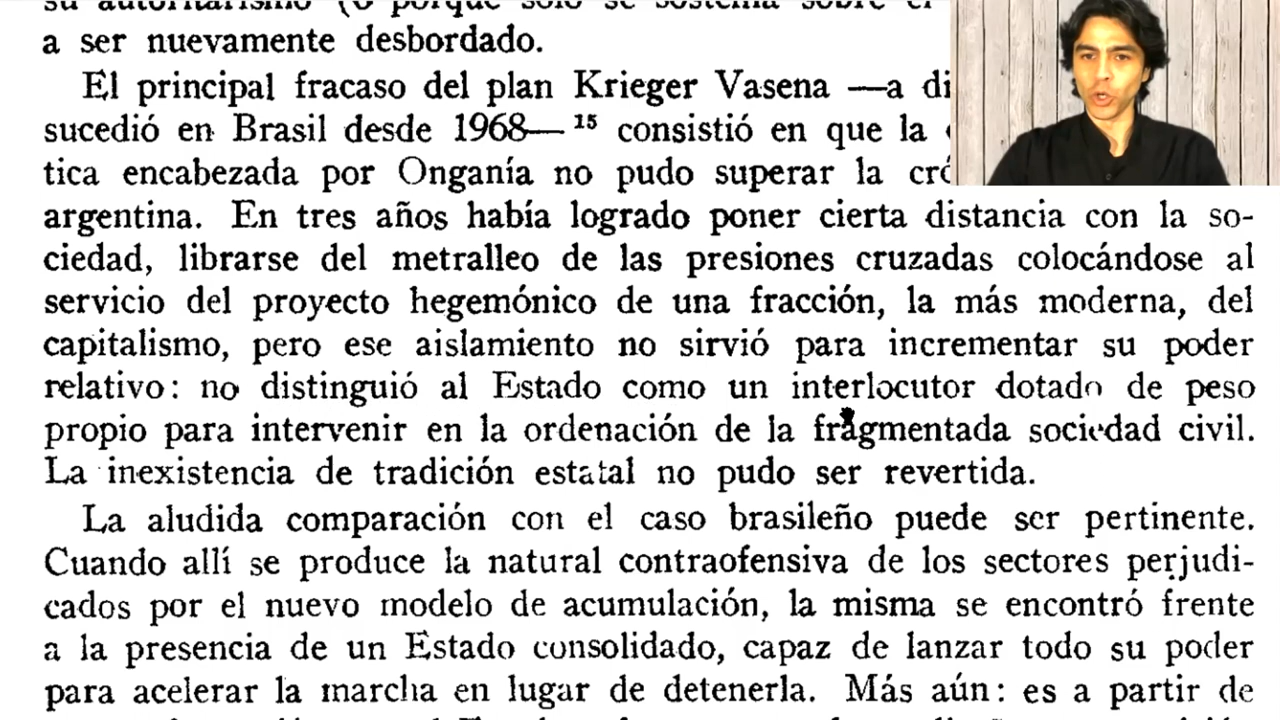 a ser nuevamente desbordado.
El principal fracaso del plan Krieger Vasena —a
sucedió en Brasil desde 1968— 15 consistió en que la
tica encabezada por Onganía no pudo superar la
argentina. En tres años había logrado poner cierta distancia con la so-
ciedad, librarse del metralleo de las presiones cruzadas colocándose al
servicio del proyecto hegemónico de una fracción, la más moderna, del
capitalismo, pero ese aislamiento no sirvió para incrementar su poder
relativo: no distinguió al Estado como un interlocutor dotado de peso
propio para intervenir en la ordenación de la fragmentada sociedad civil.
La inexistencia de tradición estatal no pudo ser revertida.
La aludida comparación con el caso brasileño puede ser pertinente.
Cuando allí se produce la natural contraofensiva de los sectores perjudi-
cados por el nuevo modelo de acumulación, la misma se encontró frente
a la presencia de un Estado consolidado, capaz de lanzar todo su poder
para acelerar la marcha en lugar de detenerla. Más aún: es a partir de